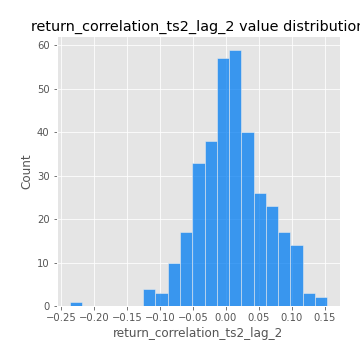 return_correlation_ts2_lag_2 value distribution
60
50
40
30
20
10
0
Count
−0.25 −0.20 −0.15 −0.10 −0.05 0.00 0.05 0.10 0.15
return_correlation_ts2_lag_2